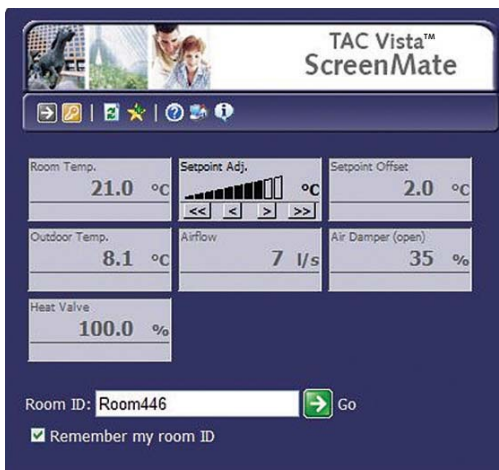 TAC Vista™
ScreenMate
Room Temp.
21.0 °C
Setpoint Adj.
°C
<< < > >>
Setpoint Offset
2.0 °C
Outdoor Temp.
8.1 °C
Airflow
7 l/s
Air Damper (open)
35 %
Heat Valve
100.0 %
Room ID: Room446 Go
Remember my room ID